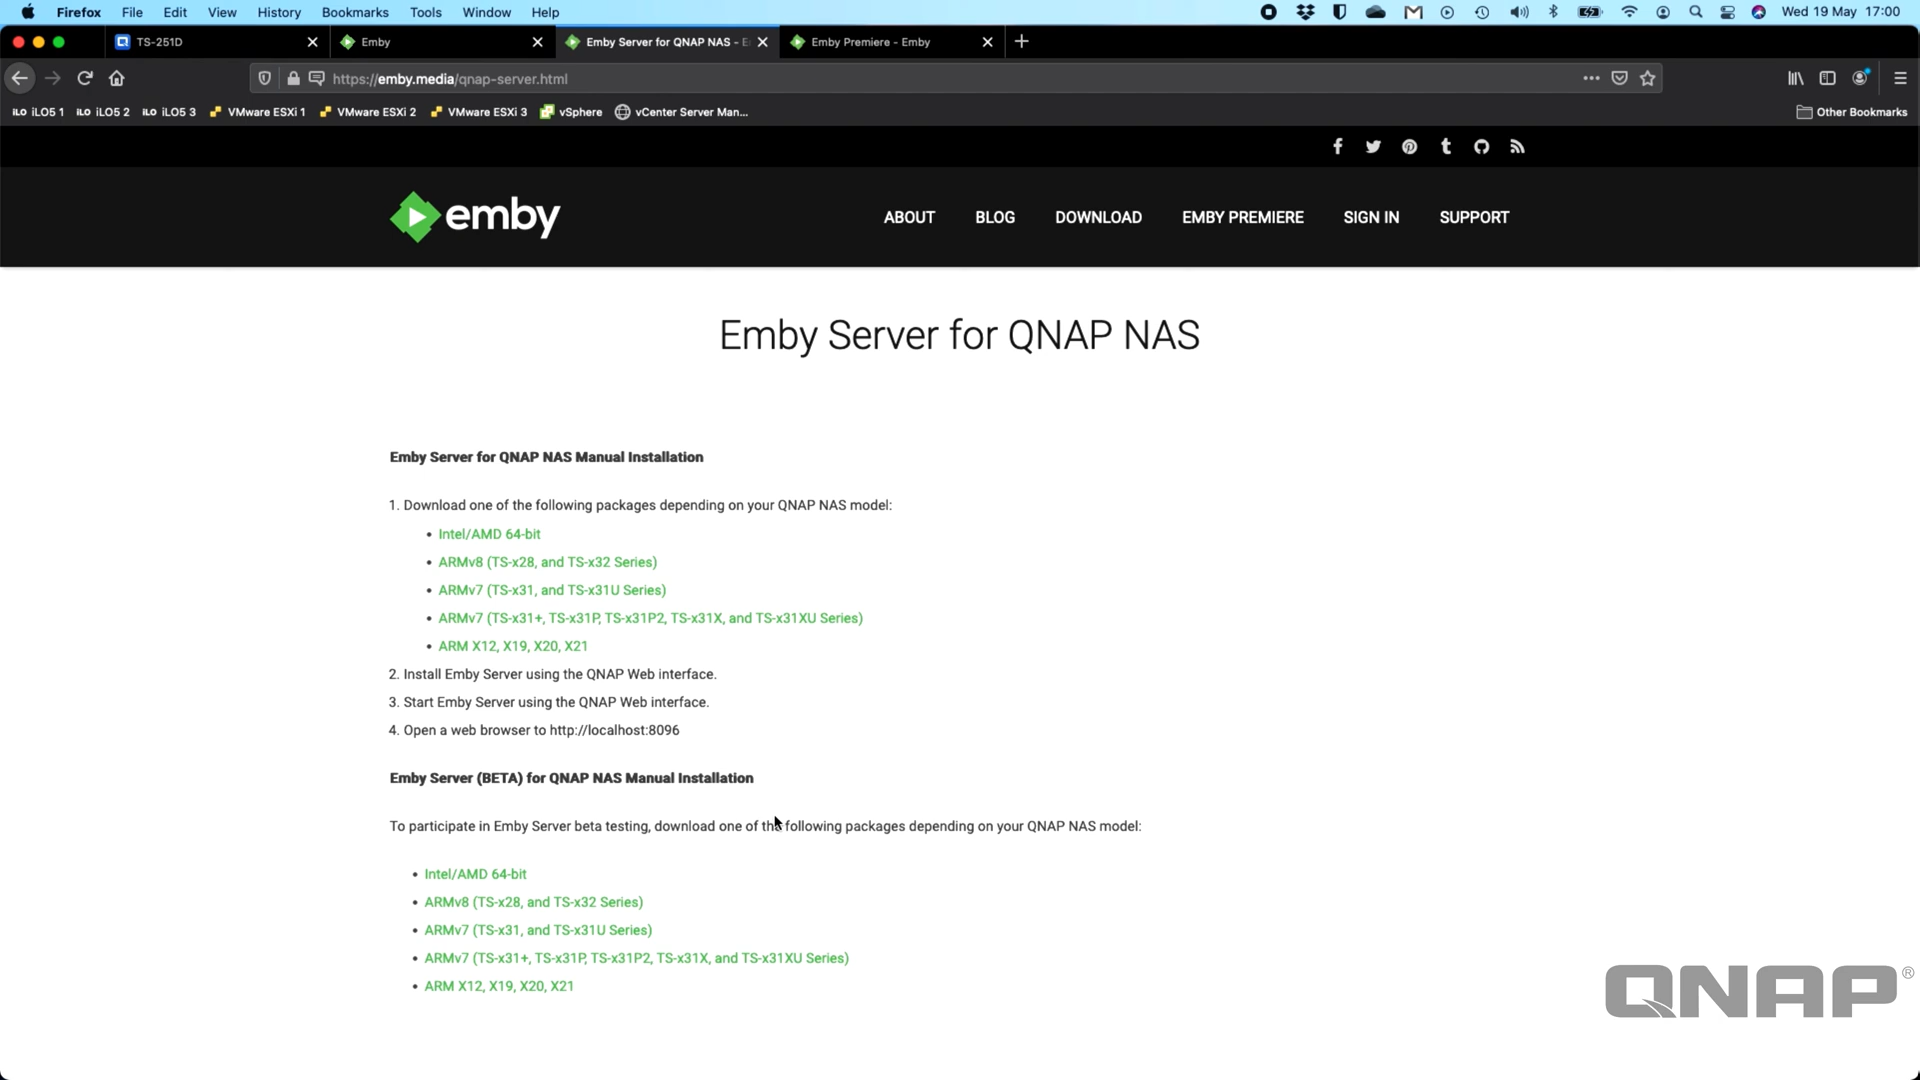 Firefox File Edit View History Bookmarks Tools Window Help Wed 19 May 17:00
TS-251D Emby Emby Server for QNAP NAS - E Emby Premiere - Emby
https://emby.media/qnap-server.html
iLO iLO5 1 iLO iLO5 2 iLO iLO5 3 VMware ESXi 1 VMware ESXi 2 VMware ESXi 3 vSphere vCenter Server Man... Other Bookmarks
emby ABOUT BLOG DOWNLOAD EMBY PREMIERE SIGN IN SUPPORT
Emby Server for QNAP NAS
Emby Server for QNAP NAS Manual Installation
1. Download one of the following packages depending on your QNAP NAS model:
• Intel/AMD 64-bit
• ARMv8 (TS-x28, and TS-x32 Series)
• ARMv7 (TS-x31, and TS-x31U Series)
• ARMv7 (TS-x31+, TS-x31P, TS-x31P2, TS-x31X, and TS-x31XU Series)
• ARM X12, X19, X20, X21
2. Install Emby Server using the QNAP Web interface.
3. Start Emby Server using the QNAP Web interface.
4. Open a web browser to http://localhost:8096
Emby Server (BETA) for QNAP NAS Manual Installation
To participate in Emby Server beta testing, download one of the following packages depending on your QNAP NAS model:
• Intel/AMD 64-bit
• ARMv8 (TS-x28, and TS-x32 Series)
• ARMv7 (TS-x31, and TS-x31U Series)
• ARMv7 (TS-x31+, TS-x31P, TS-x31P2, TS-x31X, and TS-x31XU Series)
• ARM X12, X19, X20, X21
QNAP®